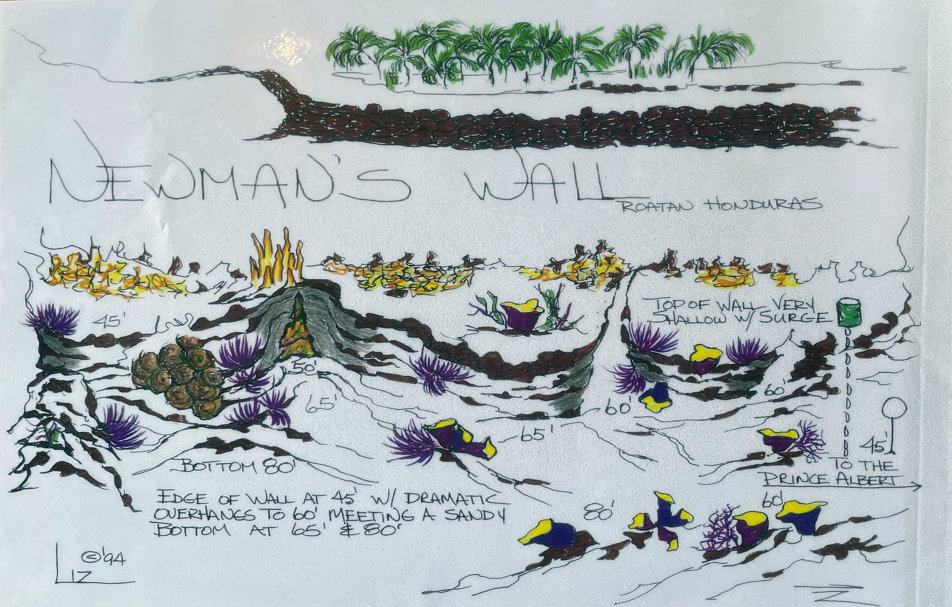 NEWMAN'S WALL
ROATAN HONDURAS
TOP OF WALL VERY
SHALLOW W/ SURGE
45'
50'
65'
60'
60'
65'
45'
BOTTOM 80'
TO THE
PRINCE ALBERT
60'
80'
EDGE OF WALL AT 45' W/ DRAMATIC
OVERHANGS TO 60' MEETING A SANDY
BOTTOM AT 65' & 80'
LIZ ©'94